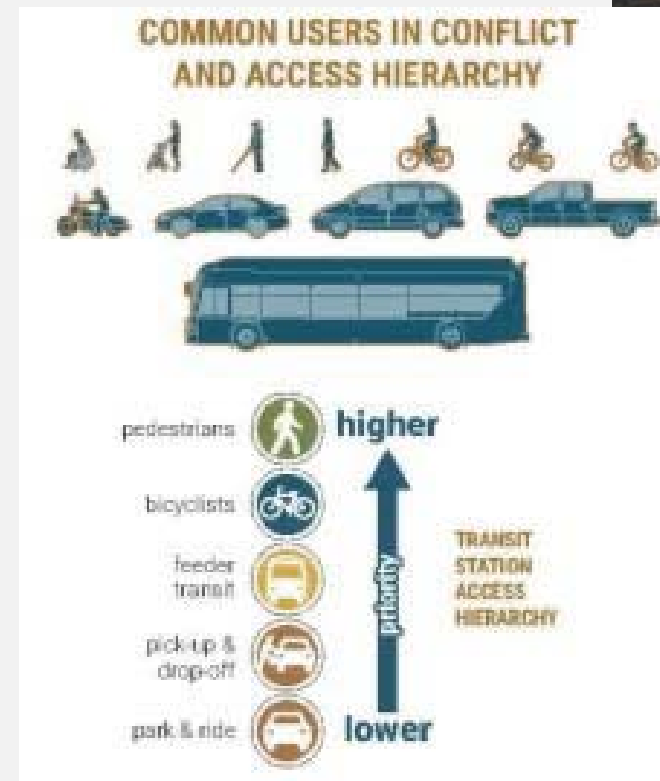 COMMON USERS IN CONFLICT
AND ACCESS HIERARCHY
pedestrians
higher
bicyclists
feeder
transit
priority
TRANSIT
STATION
ACCESS
HIERARCHY
pick-up &
drop-off
park & ride
lower